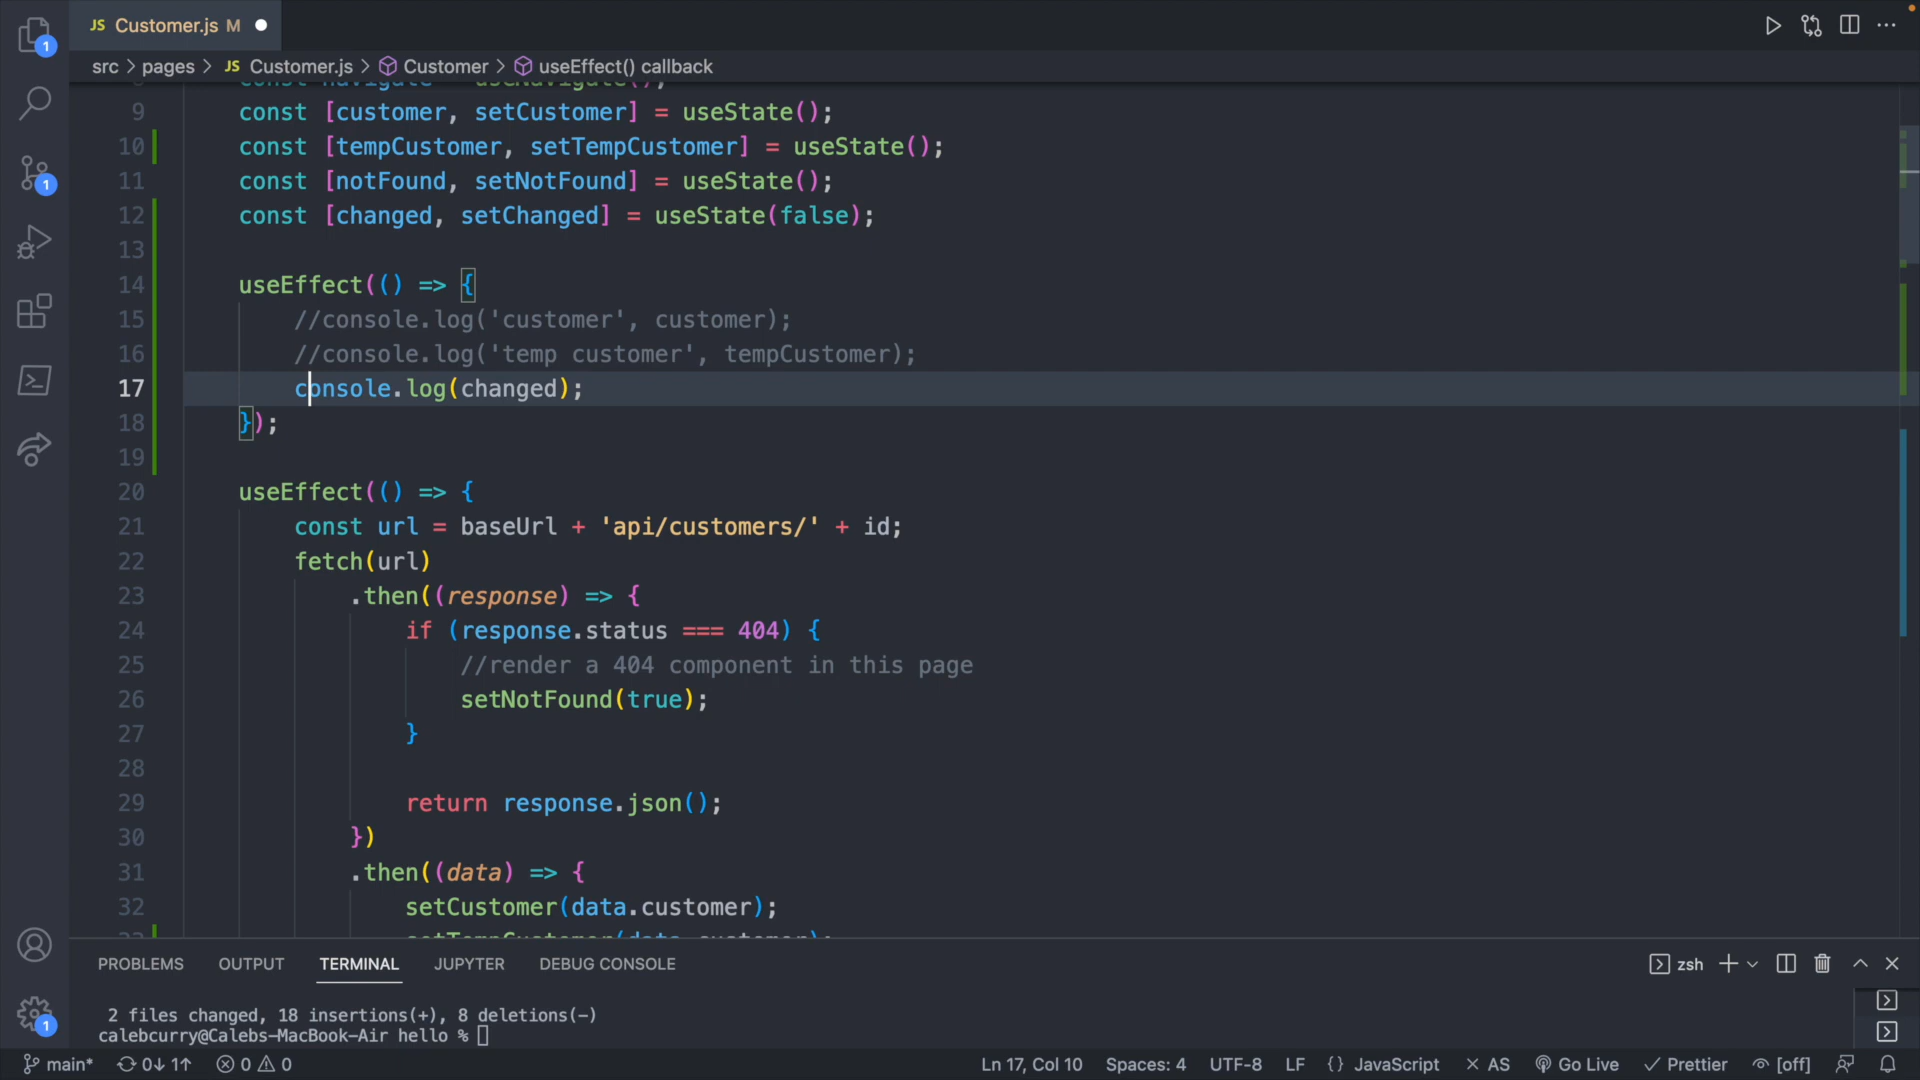 JS Customer.js M
1
src > pages > JS Customer.js > Customer > useEffect() callback
9 const [customer, setCustomer] = useState();
10 const [tempCustomer, setTempCustomer] = useState();
11 const [notFound, setNotFound] = useState();
12 const [changed, setChanged] = useState(false);
13
14 useEffect(() => {
15 //console.log('customer', customer);
16 //console.log('temp customer', tempCustomer);
17 console.log(changed);
18 });
19
20 useEffect(() => {
21 const url = baseUrl + 'api/customers/' + id;
22 fetch(url)
23 .then((response) => {
24 if (response.status === 404) {
25 //render a 404 component in this page
26 setNotFound(true);
27 }
28
29 return response.json();
30 })
31 .then((data) => {
32 setCustomer(data.customer);
1
1
PROBLEMS OUTPUT TERMINAL JUPYTER DEBUG CONSOLE zsh
2 files changed, 18 insertions(+), 8 deletions(-)
calebcurry@Calebs-MacBook-Air hello %
main* 0↓ 1↑ 0 0 Ln 17, Col 10 Spaces: 4 UTF-8 LF {} JavaScript × AS Go Live ✓ Prettier [off]